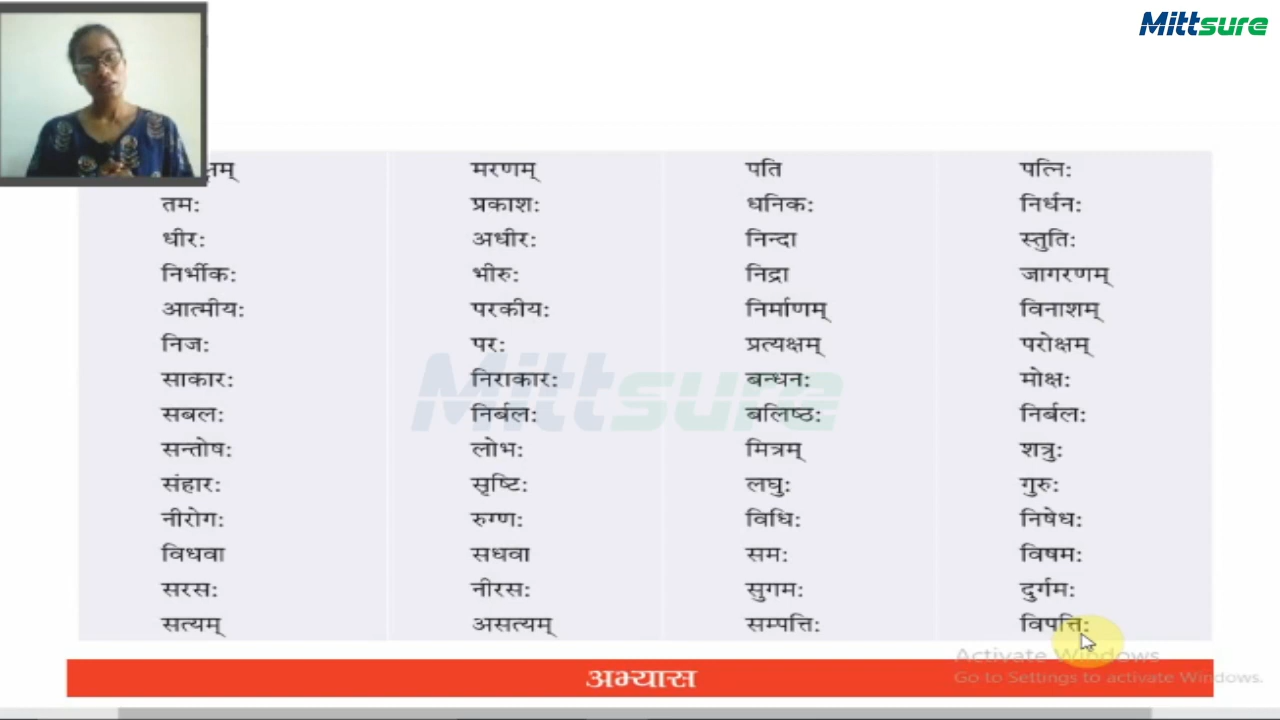 Mittsure
मरणम् पति पत्नि:
तम: प्रकाश: धनिक: निर्धन:
धीर: अधीर: निन्दा स्तुति:
निर्भीक: भीरु: निद्रा जागरणम्
आत्मीय: परकीय: निर्माणम् विनाशम्
निज: पर: प्रत्यक्षम् परोक्षम्
साकार: निराकार: बन्धन: मोक्ष:
सबल: निर्बल: बलिष्ठ: निर्बल:
सन्तोष: लोभ: मित्रम् शत्रु:
संहार: सृष्टि: लघु: गुरु:
नीरोग: रुग्ण: विधि: निषेध:
विधवा सधवा सम: विषम:
सरस: नीरस: सुगम: दुर्गम:
सत्यम् असत्यम् सम्पत्ति: विपत्ति:
Mittsure
अभ्यास
Activate Windows
Go to Settings to activate Windows.